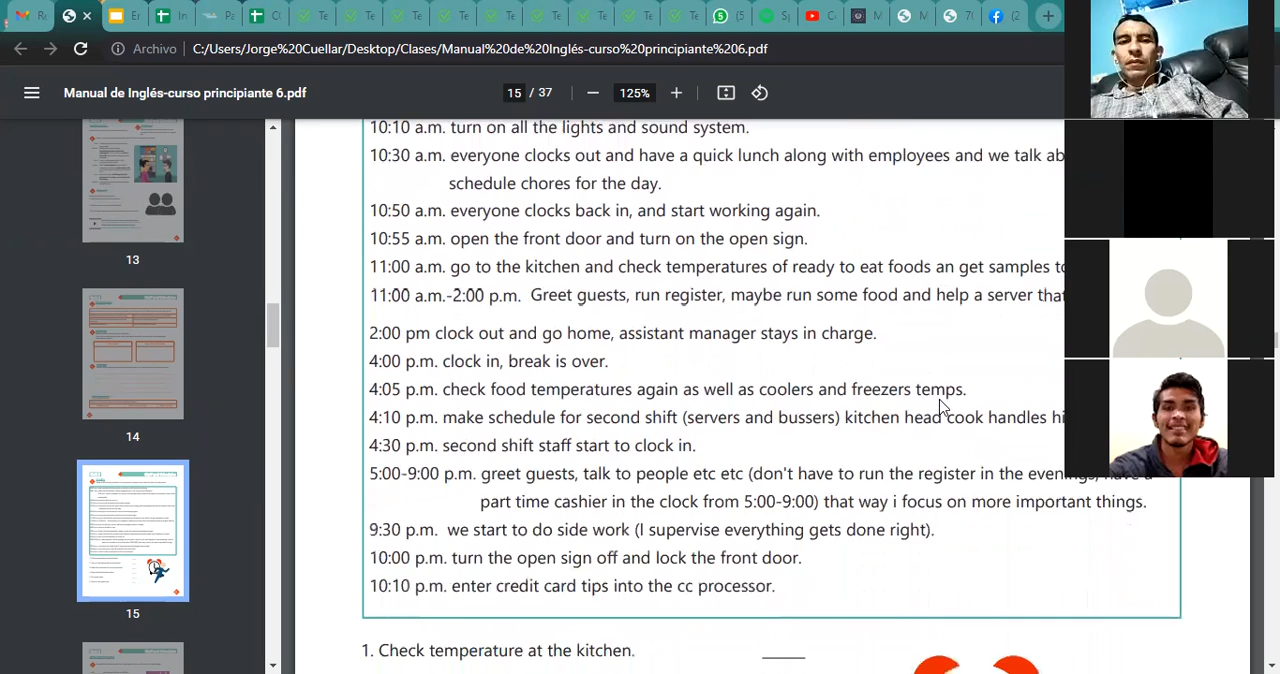 Archivo C:/Users/Jorge%20Cuellar/Desktop/Clases/Manual%20de%20Inglés-curso%20principiante%206.pdf
Manual de Inglés-curso principiante 6.pdf 15 / 37 125%
10:10 a.m. turn on all the lights and sound system.
10:30 a.m. everyone clocks out and have a quick lunch along with employees and we talk
schedule chores for the day.
10:50 a.m. everyone clocks back in, and start working again.
10:55 a.m. open the front door and turn on the open sign.
11:00 a.m. go to the kitchen and check temperatures of ready to eat foods an get samples
11:00 a.m.-2:00 p.m. Greet guests, run register, maybe run some food and help a server
2:00 pm clock out and go home, assistant manager stays in charge.
4:00 p.m. clock in, break is over.
4:05 p.m. check food temperatures again as well as coolers and freezers temps.
4:10 p.m. make schedule for second shift (servers and bussers) kitchen head cook handles
4:30 p.m. second shift staff start to clock in.
5:00-9:00 p.m. greet guests, talk to people etc etc (don't have to run the register in the
part time cashier in the clock from 5:00-9:00) that way i focus on more important things.
9:30 p.m. we start to do side work (I supervise everything gets done right).
10:00 p.m. turn the open sign off and lock the front door.
10:10 p.m. enter credit card tips into the cc processor.
1. Check temperature at the kitchen. ____
13
14
15